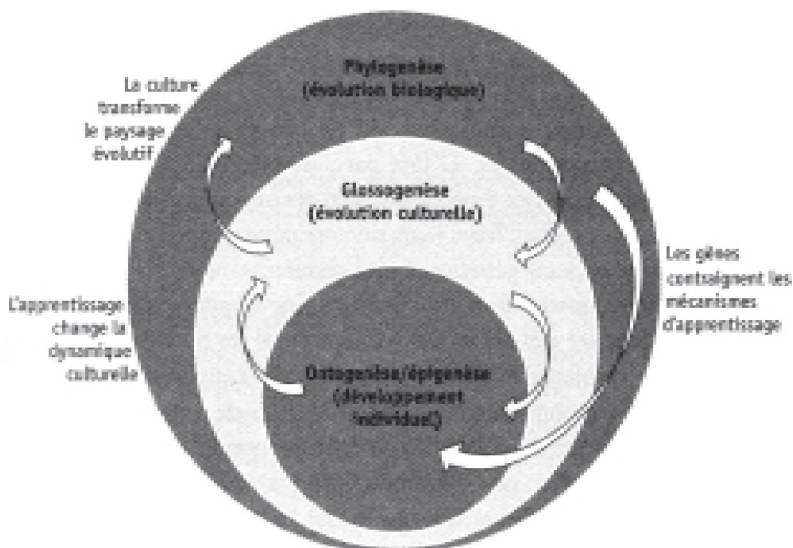 Phylogenèse
(évolution biologique)
La culture
transforme
le paysage
évolutif
Glossogenèse
(évolution culturelle)
Les gènes
contraignent les
mécanismes
d'apprentissage
L'apprentissage
change la
dynamique
culturelle
Ontogenèse/épigenèse
(développement
individuel)